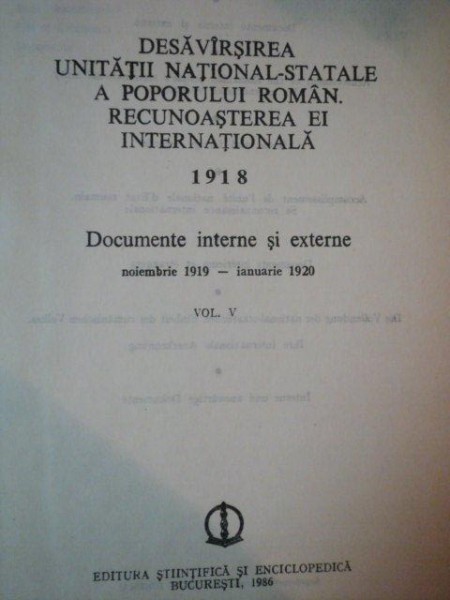 DESĂVÎRȘIREA
UNITĂȚII NAȚIONAL-STATALE
A POPORULUI ROMÂN.
RECUNOAȘTEREA EI
INTERNAȚIONALĂ
1918
Documente interne și externe
noiembrie 1919 — ianuarie 1920
VOL. V
EDITURA ȘTIINȚIFICĂ ȘI ENCICLOPEDICĂ
BUCUREȘTI, 1986